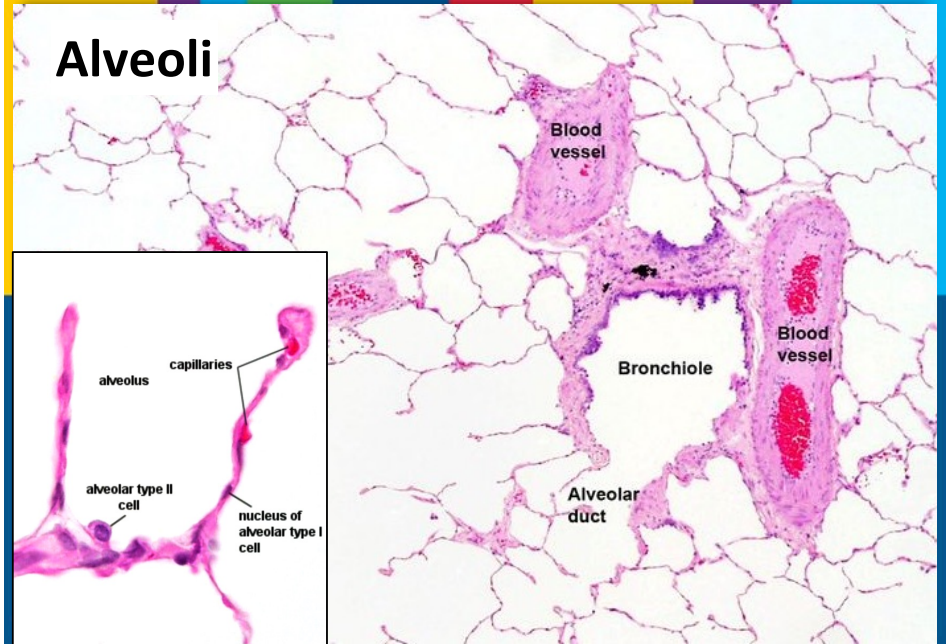 Alveoli
Blood
vessel
Blood
vessel
Bronchiole
Alveolar
duct
capillaries
alveolus
alveolar type II
cell
nucleus of
alveolar type I
cell